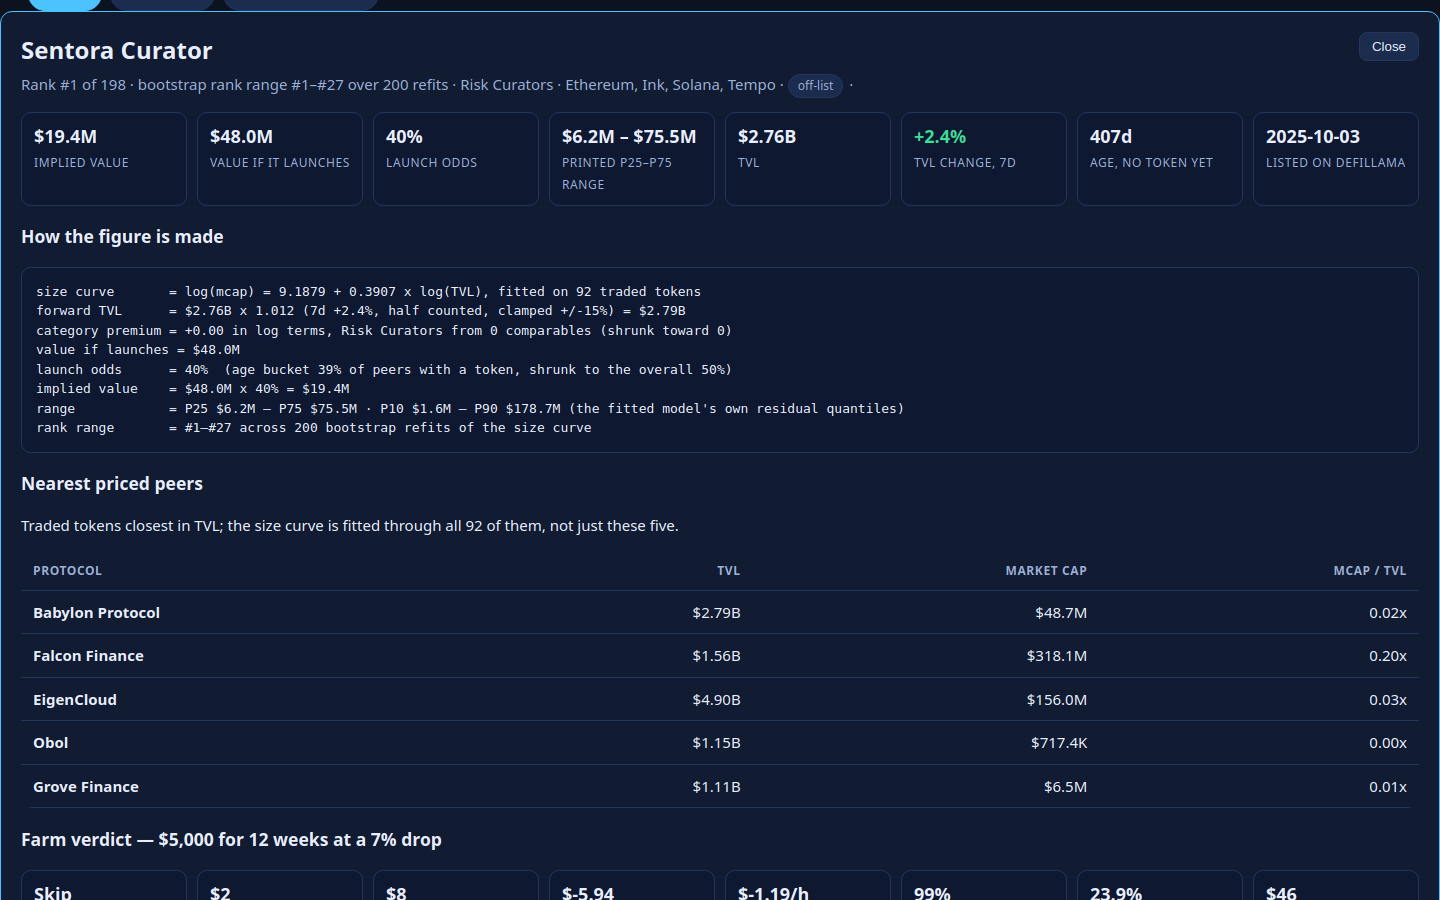 Sentora Curator
Close
Rank #1 of 198 · bootstrap rank range #1–#27 over 200 refits · Risk Curators · Ethereum, Ink, Solana, Tempo · off-list ·
$19.4M
IMPLIED VALUE
$48.0M
VALUE IF IT LAUNCHES
40%
LAUNCH ODDS
$6.2M – $75.5M
PRINTED P25–P75
RANGE
$2.76B
TVL
+2.4%
TVL CHANGE, 7D
407d
AGE, NO TOKEN YET
2025-10-03
LISTED ON DEFILLAMA
How the figure is made
size curve = log(mcap) = 9.1879 + 0.3907 x log(TVL), fitted on 92 traded tokens
forward TVL = $2.76B x 1.012 (7d +2.4%, half counted, clamped +/-15%) = $2.79B
category premium = +0.00 in log terms, Risk Curators from 0 comparables (shrunk toward 0)
value if launches = $48.0M
launch odds = 40% (age bucket 39% of peers with a token, shrunk to the overall 50%)
implied value = $48.0M x 40% = $19.4M
range = P25 $6.2M – P75 $75.5M · P10 $1.6M – P90 $178.7M (the fitted model's own residual quantiles)
rank range = #1–#27 across 200 bootstrap refits of the size curve
Nearest priced peers
Traded tokens closest in TVL; the size curve is fitted through all 92 of them, not just these five.
PROTOCOL TVL MARKET CAP MCAP / TVL
Babylon Protocol $2.79B $48.7M 0.02x
Falcon Finance $1.56B $318.1M 0.20x
EigenCloud $4.90B $156.0M 0.03x
Obol $1.15B $717.4K 0.00x
Grove Finance $1.11B $6.5M 0.01x
Farm verdict — $5,000 for 12 weeks at a 7% drop
Skip $2 $8 $-5.94 $-1.19/h 99% 23.9% $46